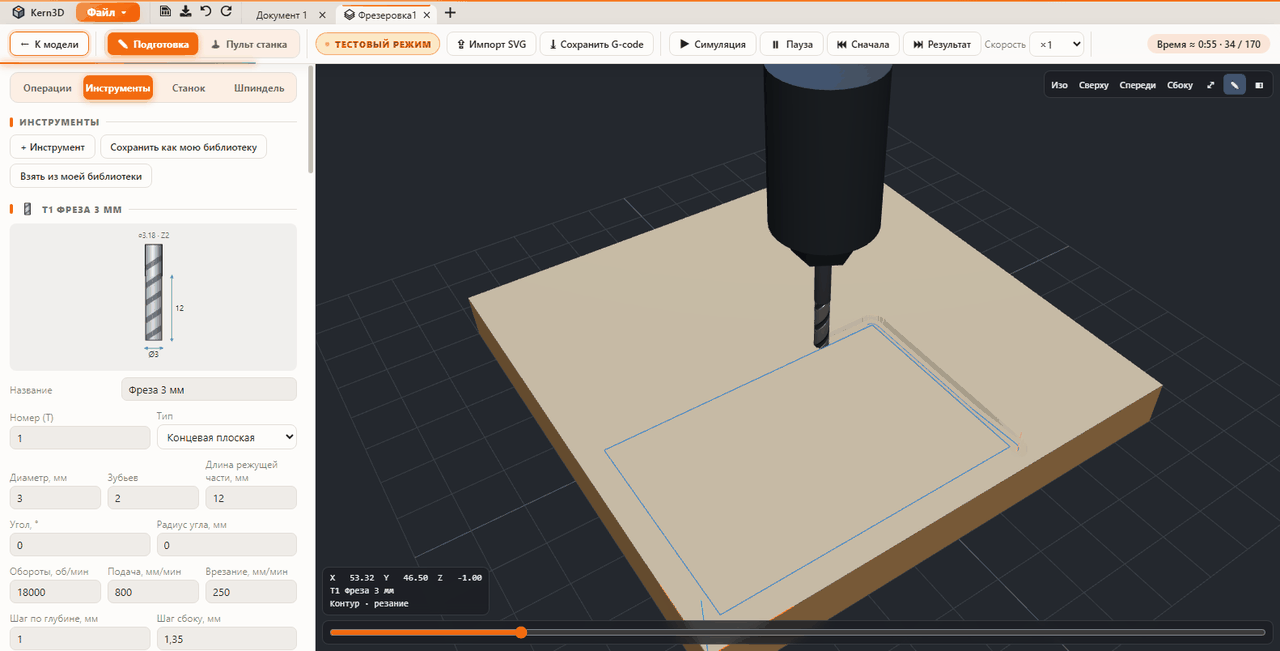 Kern3D Файл Документ 1 × Фрезеровка1 × +
← К модели Подготовка Пульт станка ТЕСТОВЫЙ РЕЖИМ Импорт SVG Сохранить G-code Симуляция Пауза Сначала Результат Скорость ×1 Время ≈ 0:55 · 34 / 170
Операции Инструменты Станок Шпиндель
Изо Сверху Спереди Сбоку
ИНСТРУМЕНТЫ
+ Инструмент Сохранить как мою библиотеку
Взять из моей библиотеки
T1 ФРЕЗА 3 ММ
⌀3.18 · Z2
12
Ø3
Название Фреза 3 мм
Номер (T) Тип
1 Концевая плоская
Диаметр, мм Зубьев Длина режущей части, мм
3 2 12
Угол, ° Радиус угла, мм
0 0
Обороты, об/мин Подача, мм/мин Врезание, мм/мин
18000 800 250
Шаг по глубине, мм Шаг сбоку, мм
1 1,35
X 53.32 Y 46.50 Z -1.00
T1 Фреза 3 мм
Контур · резание